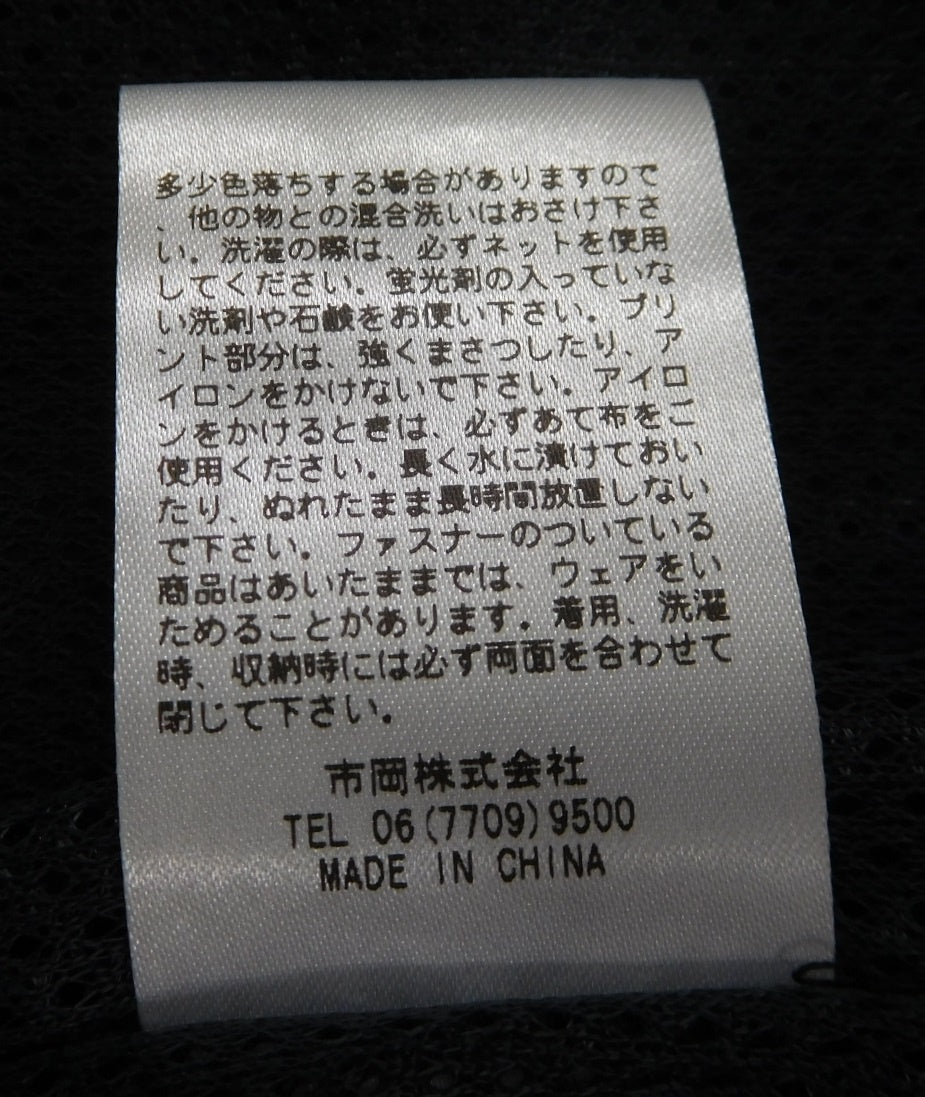 多少色落ちする場合がありますので
、他の物との混合洗いはおさけ下さ
い。洗濯の際は、必ずネットを使用
してください。蛍光剤の入っていな
い洗剤や石鹸をお使い下さい。プリ
ント部分は、強くまさつしたり、ア
イロンをかけないで下さい。アイロ
ンをかけるときは、必ずあて布をご
使用ください。長く水に漬けておい
たり、ぬれたまま長時間放置しない
で下さい。ファスナーのついている
商品はあいたままでは、ウェアをい
ためることがあります。着用、洗濯
時、収納時には必ず両面を合わせて
閉じて下さい。
市岡株式会社
TEL 06(7709)9500
MADE IN CHINA